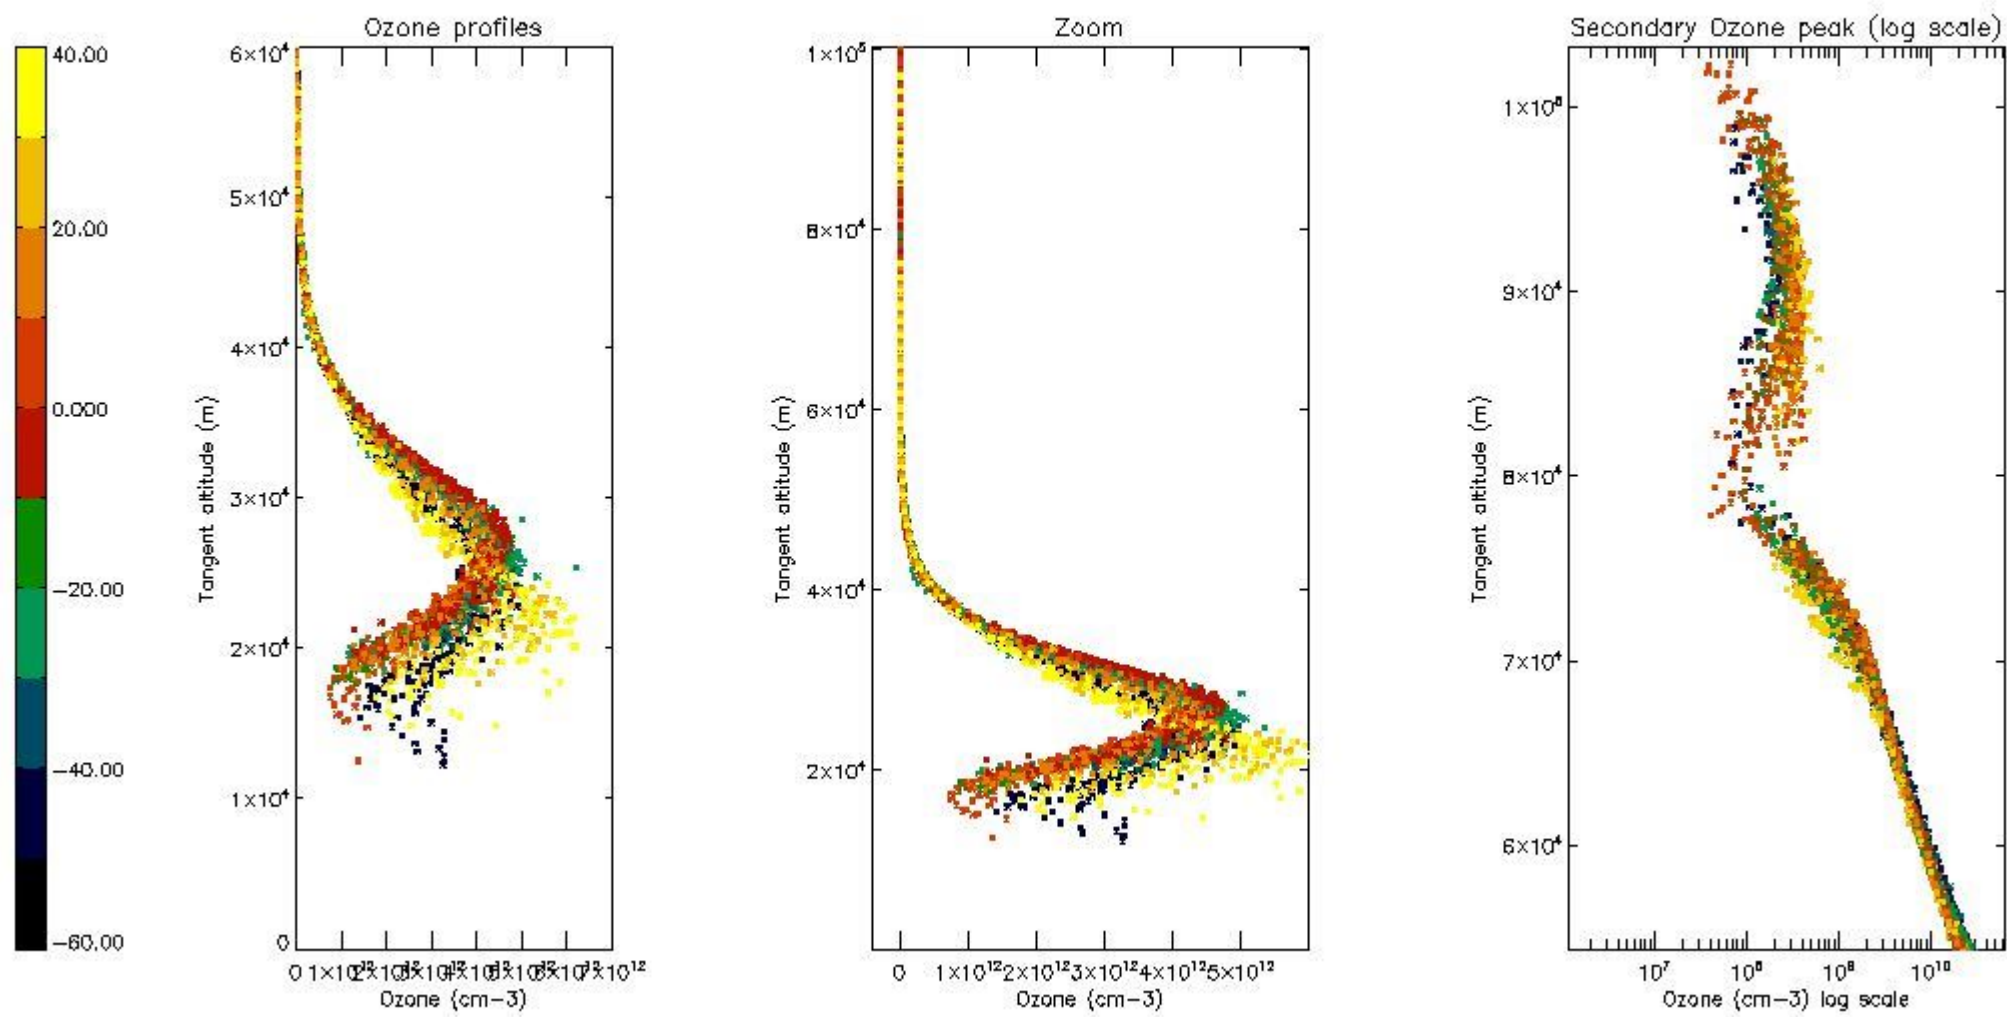 Ozone profiles
Zoom
Secondary Ozone peak (log scale)
40.00
20.00
0.000
−20.00
−40.00
−60.00
6×10⁴
5×10⁴
4×10⁴
3×10⁴
2×10⁴
1×10⁴
0
Tangent altitude (m)
0 7×10¹²
Ozone (cm−3)
1×10⁵
8×10⁴
6×10⁴
4×10⁴
2×10⁴
Tangent altitude (m)
0 1×10¹² 2×10¹² 3×10¹² 4×10¹² 5×10¹²
Ozone (cm−3)
1×10⁵
9×10⁴
8×10⁴
7×10⁴
6×10⁴
Tangent altitude (m)
10⁷ 10⁸ 10⁹ 10¹⁰
Ozone (cm−3) log scale